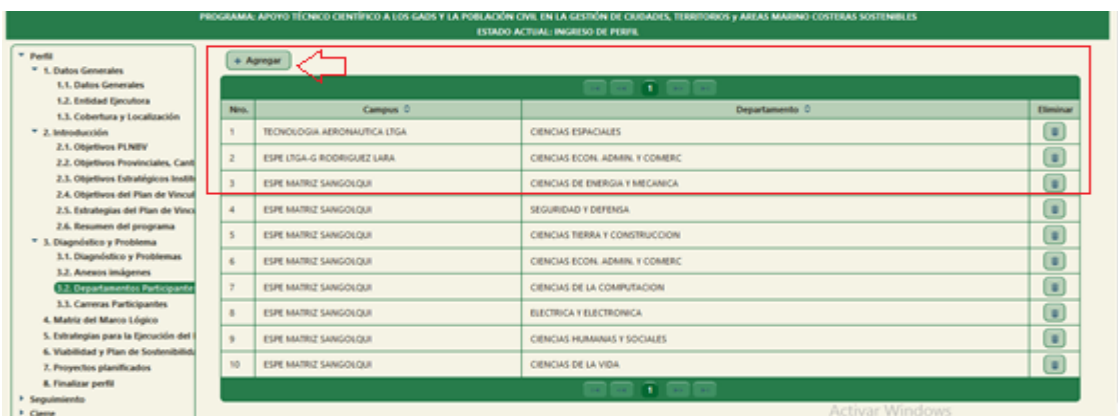 PROGRAMA: APOYO TÉCNICO CIENTÍFICO A LOS GADS Y LA POBLACIÓN CIVIL EN LA GESTIÓN DE CIUDADES, TERRITORIOS y AREAS MARINO COSTERAS SOSTENIBLES
ESTADO ACTUAL: INGRESO DE PERFIL
Perfil
1. Datos Generales
1.1. Datos Generales
1.2. Entidad Ejecutora
1.3. Cobertura y Localización
2. Introducción
2.1. Objetivos PLNBV
2.2. Objetivos Provinciales, Cant
2.3. Objetivos Estratégicos Instit
2.4. Objetivos del Plan de Vincul
2.5. Estrategias del Plan de Vinc
2.6. Resumen del programa
3. Diagnóstico y Problema
3.1. Diagnóstico y Problemas
3.2. Anexos imágenes
3.2. Departamentos Participante
3.3. Carreras Participantes
4. Matriz del Marco Lógico
5. Estrategias para la Ejecución del
6. Viabilidad y Plan de Sostenibilid
7. Proyectos planificados
8. Finalizar perfil
Seguimiento
Cierre
+ Agregar
1
Nro. Campus Departamento Eliminar
1 TECNOLOGIA AERONAUTICA LTGA CIENCIAS ESPACIALES
2 ESPE LTGA-G RODRIGUEZ LARA CIENCIAS ECON. ADMIN. Y COMERC
3 ESPE MATRIZ SANGOLQUI CIENCIAS DE ENERGIA Y MECANICA
4 ESPE MATRIZ SANGOLQUI SEGURIDAD Y DEFENSA
5 ESPE MATRIZ SANGOLQUI CIENCIAS TIERRA Y CONSTRUCCION
6 ESPE MATRIZ SANGOLQUI CIENCIAS ECON. ADMIN. Y COMERC
7 ESPE MATRIZ SANGOLQUI CIENCIAS DE LA COMPUTACION
8 ESPE MATRIZ SANGOLQUI ELECTRICA Y ELECTRONICA
9 ESPE MATRIZ SANGOLQUI CIENCIAS HUMANAS Y SOCIALES
10 ESPE MATRIZ SANGOLQUI CIENCIAS DE LA VIDA
1
Activar Windows